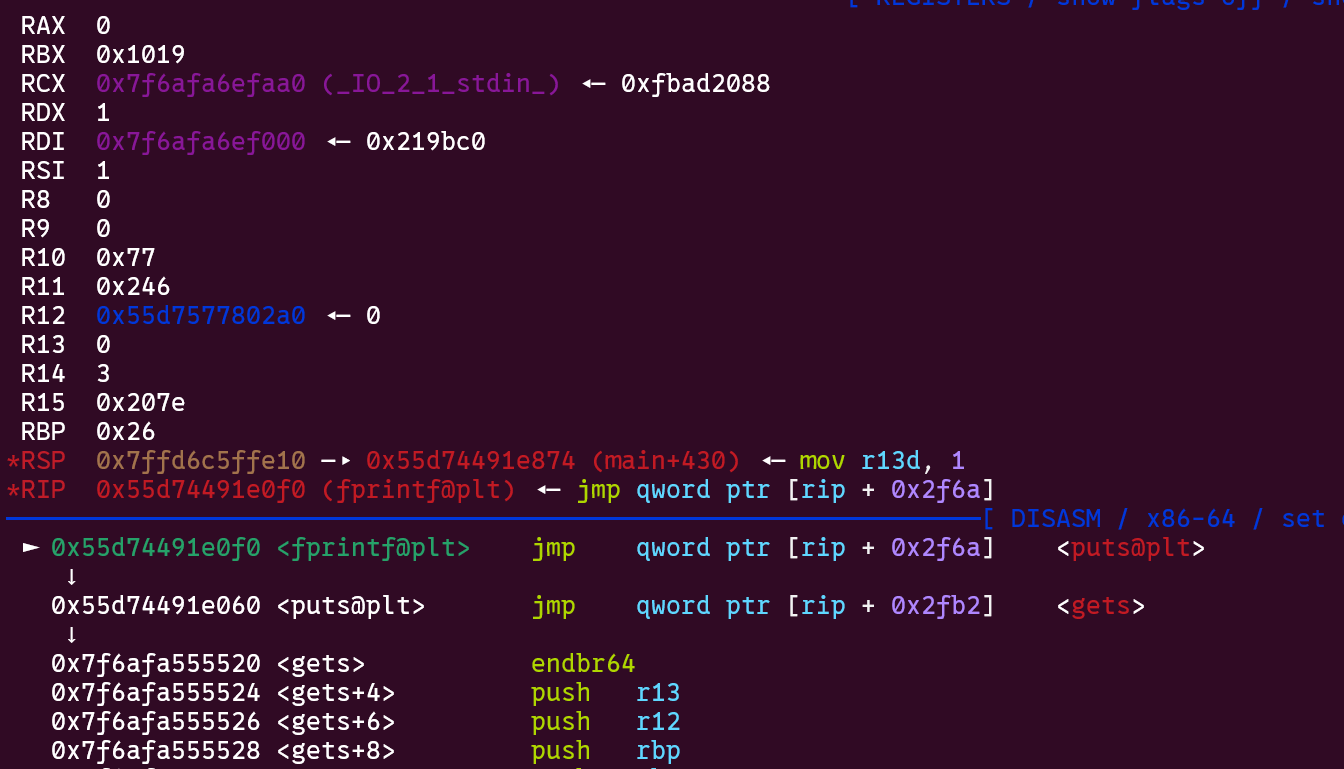 [ REGISTERS / show-flags off /
RAX 0
RBX 0x1019
RCX 0x7f6afa6efaa0 (_IO_2_1_stdin_) ◂— 0xfbad2088
RDX 1
RDI 0x7f6afa6ef000 ◂— 0x219bc0
RSI 1
R8 0
R9 0
R10 0x77
R11 0x246
R12 0x55d7577802a0 ◂— 0
R13 0
R14 3
R15 0x207e
RBP 0x26
*RSP 0x7ffd6c5ffe10 —▸ 0x55d74491e874 (main+430) ◂— mov r13d, 1
*RIP 0x55d74491e0f0 (fprintf@plt) ◂— jmp qword ptr [rip + 0x2f6a]
[ DISASM / x86-64 / set
► 0x55d74491e0f0 <fprintf@plt> jmp qword ptr [rip + 0x2f6a] <puts@plt>
↓
0x55d74491e060 <puts@plt> jmp qword ptr [rip + 0x2fb2] <gets>
↓
0x7f6afa555520 <gets> endbr64
0x7f6afa555524 <gets+4> push r13
0x7f6afa555526 <gets+6> push r12
0x7f6afa555528 <gets+8> push rbp